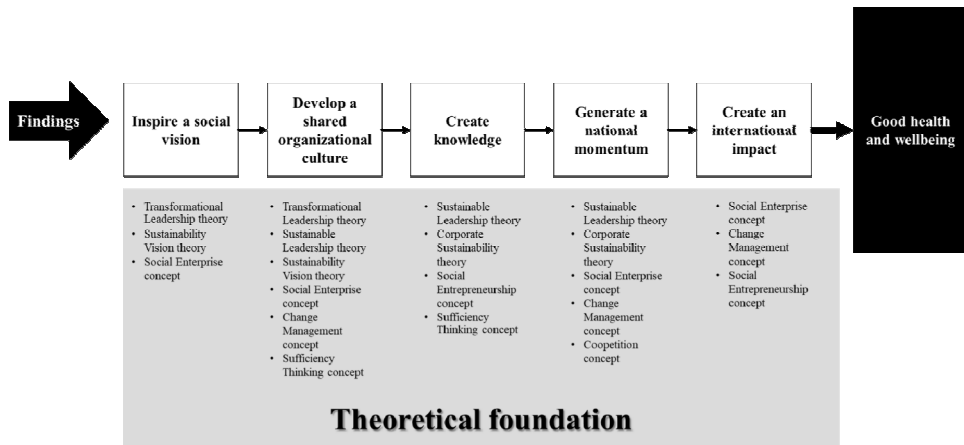 Findings
Inspire a social
vision
Develop a
shared
organizational
culture
Create
knowledge
Generate a
national
momentum
Create an
international
impact
Good health
and wellbeing
• Transformational
Leadership theory
• Sustainability
Vision theory
• Social Enterprise
concept
• Transformational
Leadership theory
• Sustainable
Leadership theory
• Sustainability
Vision theory
• Social Enterprise
concept
• Change
Management
concept
• Sufficiency
Thinking concept
• Sustainable
Leadership theory
• Corporate
Sustainability
theory
• Social
Entrepreneurship
concept
• Sufficiency
Thinking concept
• Sustainable
Leadership theory
• Corporate
Sustainability
theory
• Social Enterprise
concept
• Change
Management
concept
• Coopetition
concept
• Social Enterprise
concept
• Change
Management
concept
• Social
Entrepreneurship
concept
Theoretical foundation